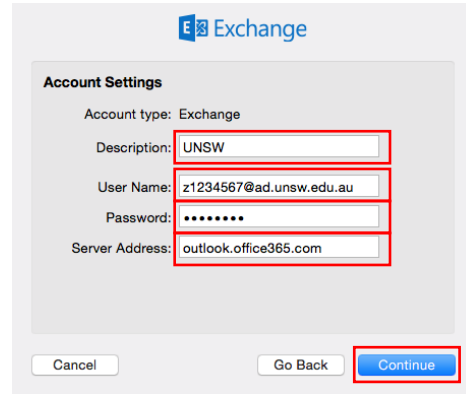 E Exchange
Account Settings
Account type: Exchange
Description: UNSW
User Name: z1234567@ad.unsw.edu.au
Password: ••••••••
Server Address: outlook.office365.com
Cancel Go Back Continue